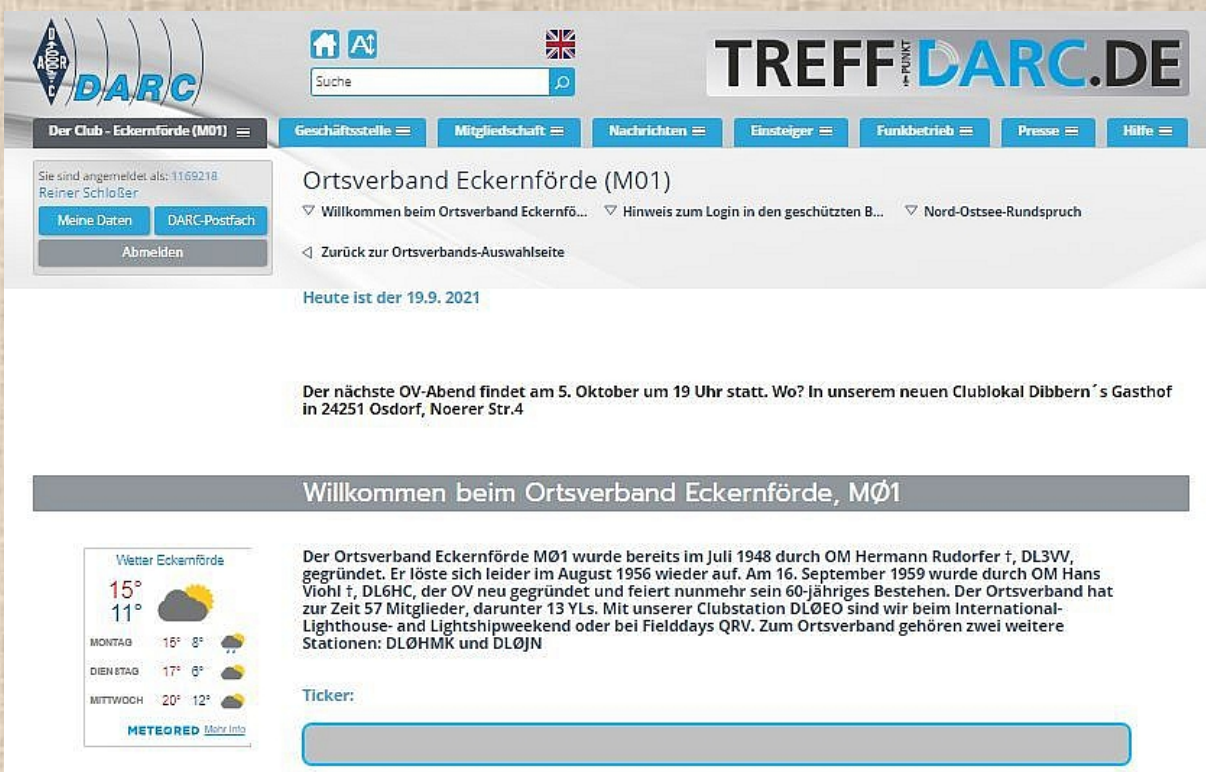 DARC
DARC
Suche
TREFFPUNKT DARC.DE
Der Club - Eckernförde (M01)
Geschäftsstelle
Mitgliedschaft
Nachrichten
Einsteiger
Funkbetrieb
Presse
Hilfe
Sie sind angemeldet als: 1169218
Reiner Schloßer
Meine Daten
DARC-Postfach
Abmelden
Ortsverband Eckernförde (M01)
Willkommen beim Ortsverband Eckernfö...
Hinweis zum Login in den geschützten B...
Nord-Ostsee-Rundspruch
Zurück zur Ortsverbands-Auswahlseite
Heute ist der 19.9. 2021
Der nächste OV-Abend findet am 5. Oktober um 19 Uhr statt. Wo? In unserem neuen Clublokal Dibbern´s Gasthof
in 24251 Osdorf, Noerer Str.4
Willkommen beim Ortsverband Eckernförde, MØ1
Wetter Eckernförde
15°
11°
MONTAG 15° 8°
DIENSTAG 17° 6°
MITTWOCH 20° 12°
METEORED Mehr Info
Der Ortsverband Eckernförde MØ1 wurde bereits im Juli 1948 durch OM Hermann Rudorfer †, DL3VV,
gegründet. Er löste sich leider im August 1956 wieder auf. Am 16. September 1959 wurde durch OM Hans
Viohl †, DL6HC, der OV neu gegründet und feiert nunmehr sein 60-jähriges Bestehen. Der Ortsverband hat
zur Zeit 57 Mitglieder, darunter 13 YLs. Mit unserer Clubstation DLØEO sind wir beim International-
Lighthouse- and Lightshipweekend oder bei Fielddays QRV. Zum Ortsverband gehören zwei weitere
Stationen: DLØHMK und DLØJN
Ticker: